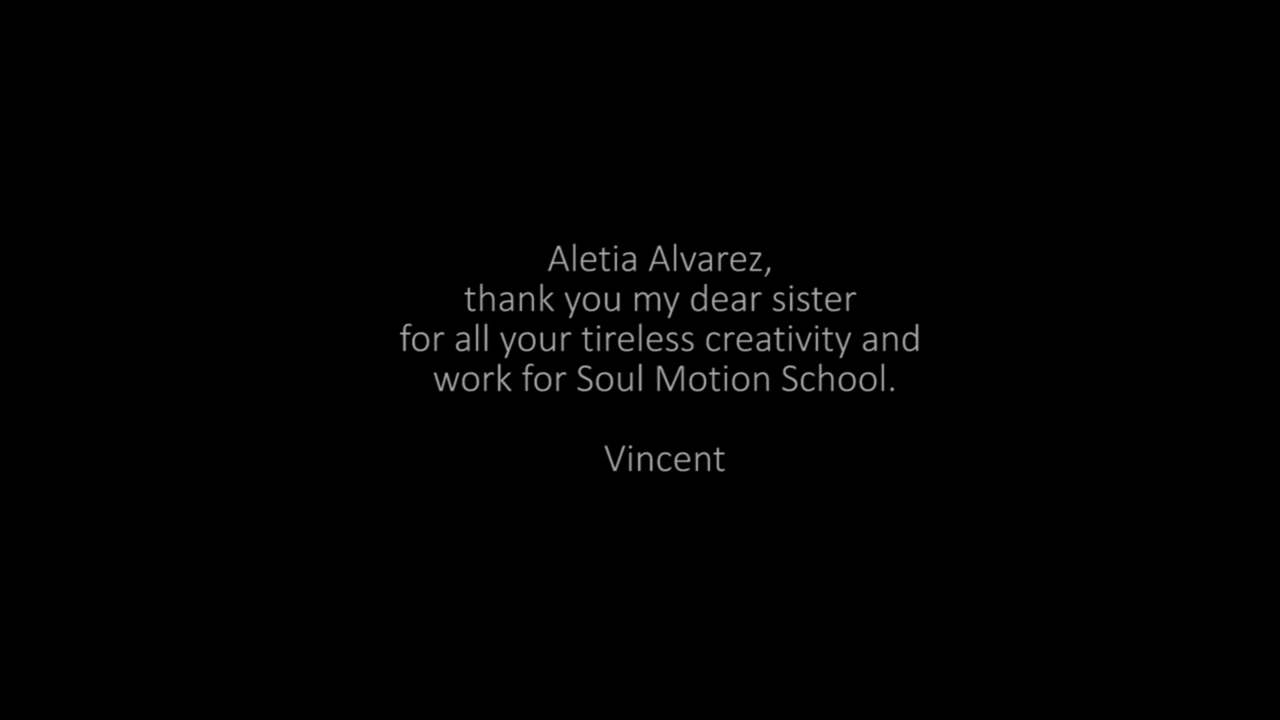 Aletia Alvarez,
thank you my dear sister
for all your tireless creativity and
work for Soul Motion School.
Vincent